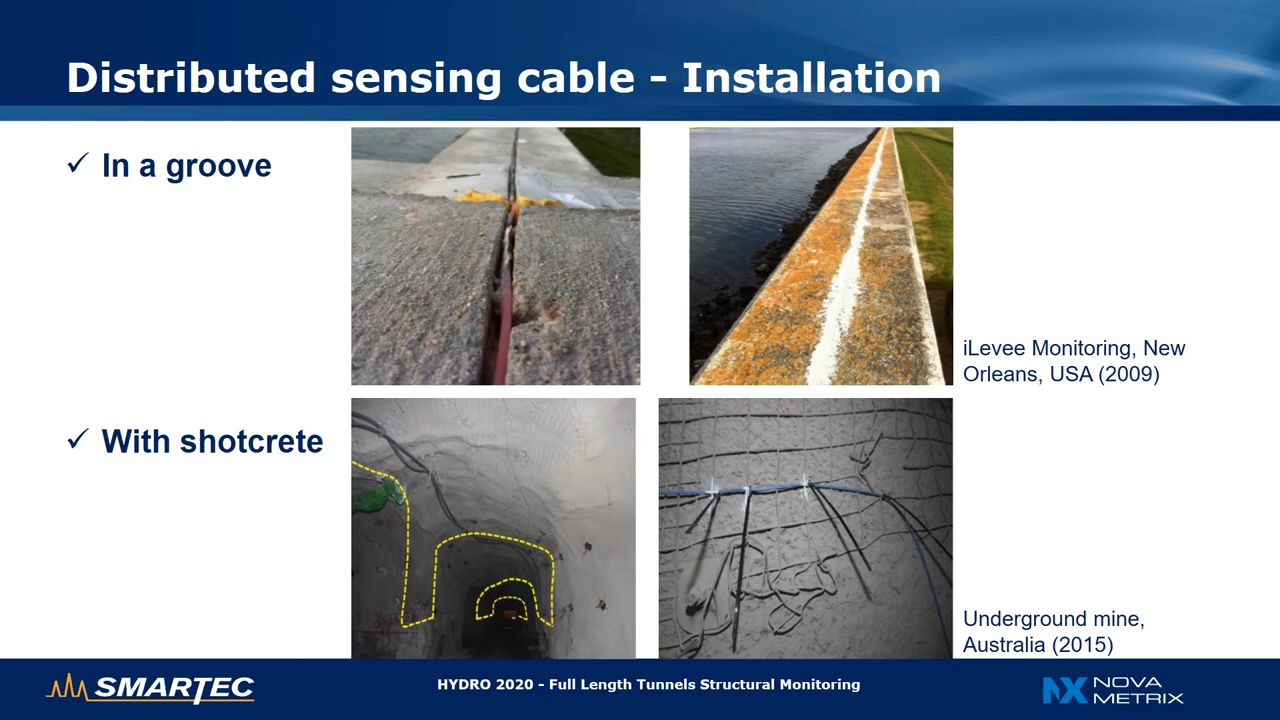 Distributed sensing cable - Installation
✓ In a groove
iLevee Monitoring, New
Orleans, USA (2009)
✓ With shotcrete
Underground mine,
Australia (2015)
SMARTEC
HYDRO 2020 - Full Length Tunnels Structural Monitoring
NOVA
METRIX